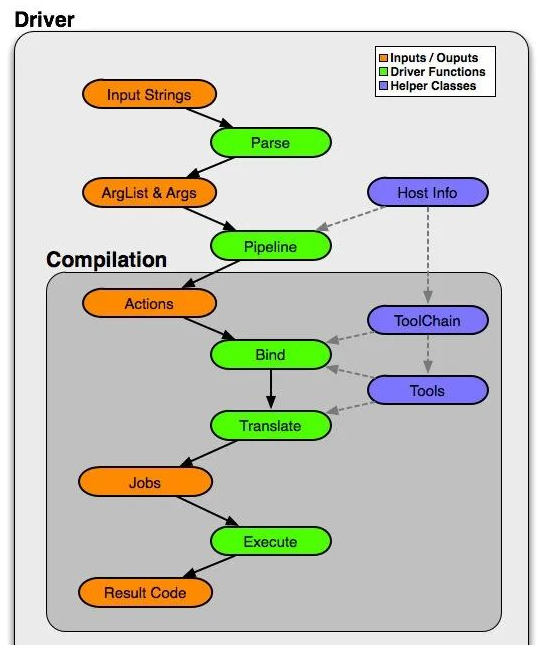 Driver
Inputs / Ouputs
Driver Functions
Helper Classes
Input Strings
Parse
ArgList & Args
Host Info
Pipeline
Compilation
Actions
ToolChain
Bind
Tools
Translate
Jobs
Execute
Result Code